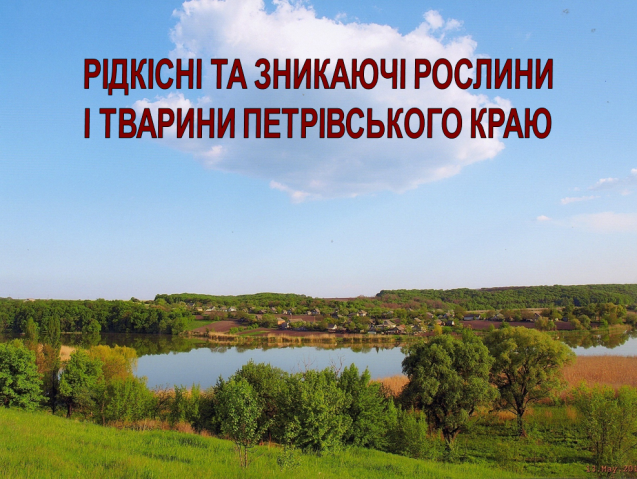 РІДКІСНІ ТА ЗНИКАЮЧІ РОСЛИНИ
І ТВАРИНИ ПЕТРІВСЬКОГО КРАЮ